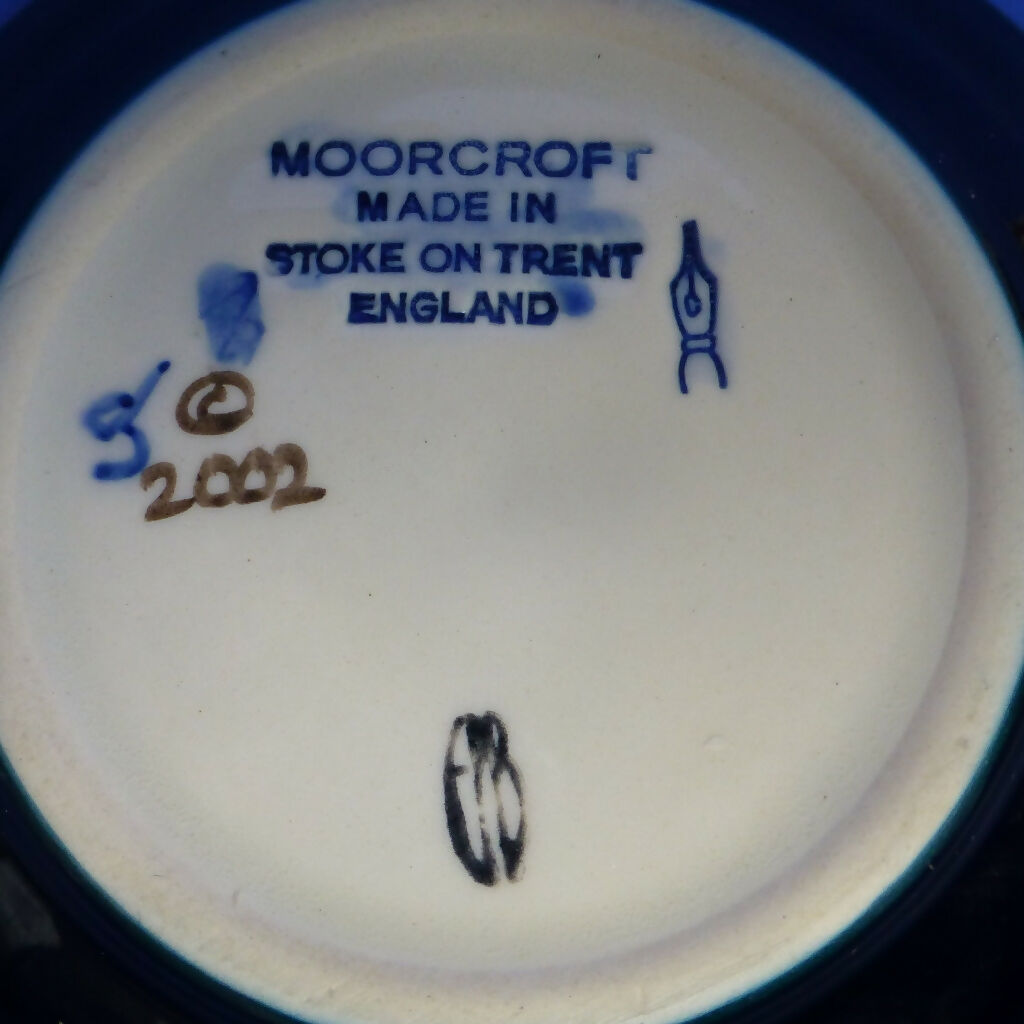 MOORCROFT
MADE IN
STOKE ON TRENT
ENGLAND
©
2002